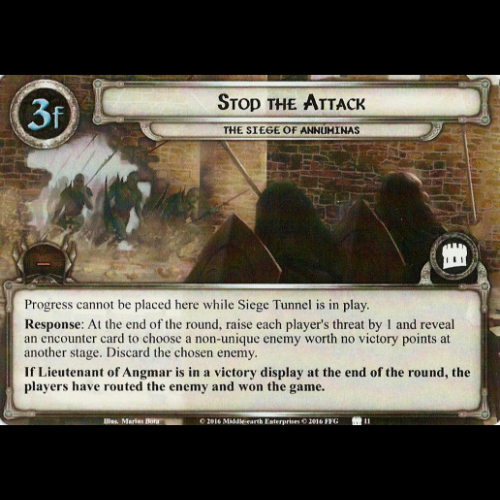 3f
STOP THE ATTACK
THE SIEGE OF ANNUMINAS
–
Progress cannot be placed here while Siege Tunnel is in play.
Response: At the end of the round, raise each player's threat by 1 and reveal
an encounter card to choose a non-unique enemy worth no victory points at
another stage. Discard the chosen enemy.
If Lieutenant of Angmar is in a victory display at the end of the round, the
players have routed the enemy and won the game.
Illus. Marius Bota © 2016 Middle-earth Enterprises © 2016 FFG 11